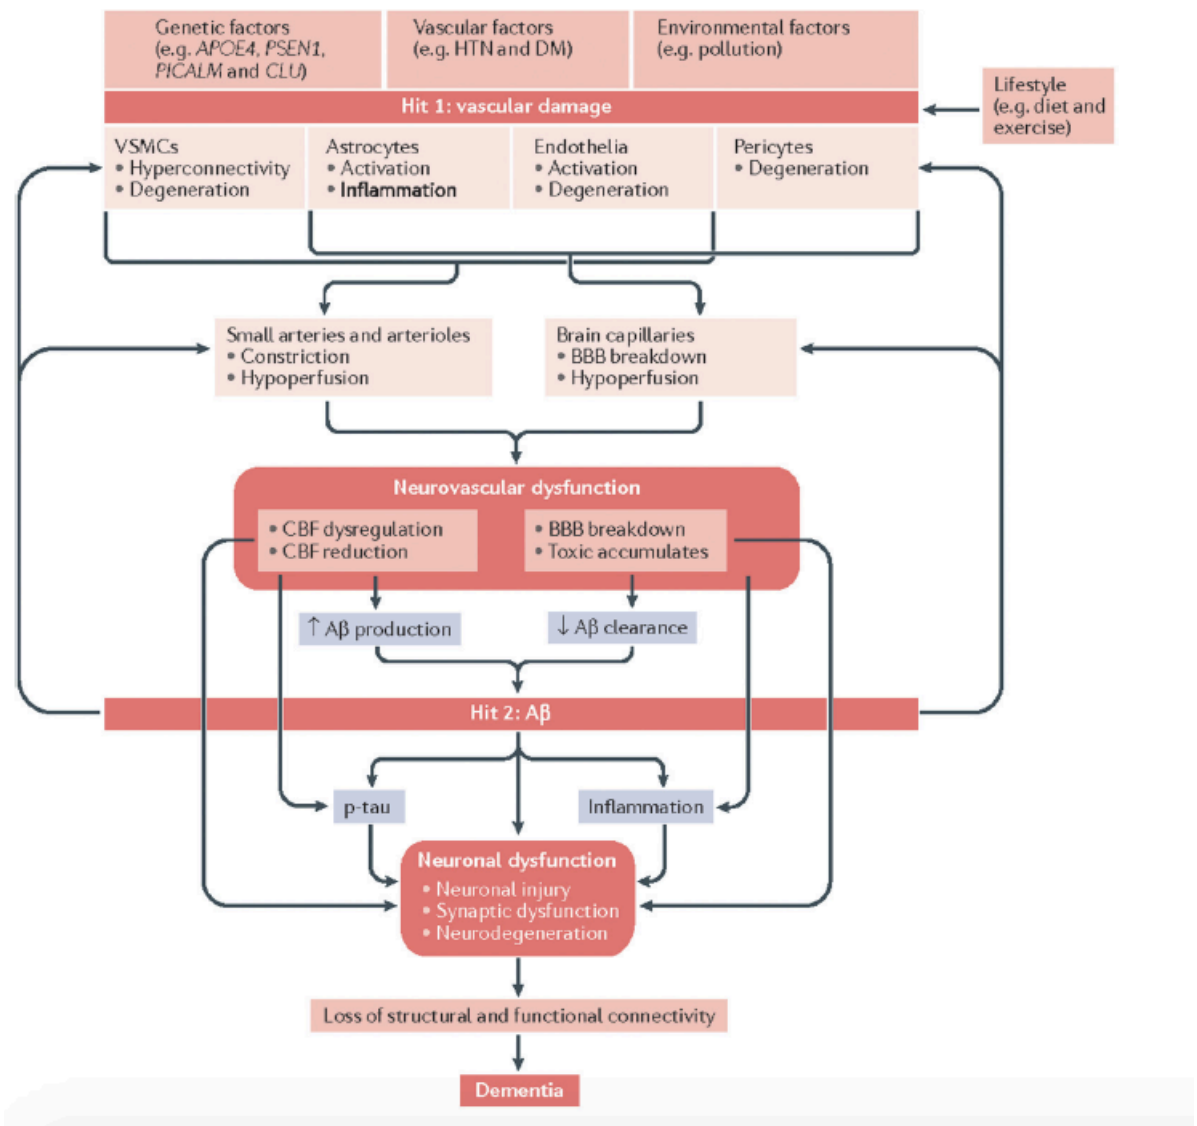 Genetic factors
(e.g. APOE4, PSEN1,
PICALM and CLU)
Vascular factors
(e.g. HTN and DM)
Environmental factors
(e.g. pollution)
Hit 1: vascular damage
Lifestyle
(e.g. diet and
exercise)
VSMCs
• Hyperconnectivity
• Degeneration
Astrocytes
• Activation
• Inflammation
Endothelia
• Activation
• Degeneration
Pericytes
• Degeneration
Small arteries and arterioles
• Constriction
• Hypoperfusion
Brain capillaries
• BBB breakdown
• Hypoperfusion
Neurovascular dysfunction
• CBF dysregulation
• CBF reduction
• BBB breakdown
• Toxic accumulates
↑ Aβ production
↓ Aβ clearance
Hit 2: Aβ
p-tau
Inflammation
Neuronal dysfunction
• Neuronal injury
• Synaptic dysfunction
• Neurodegeneration
Loss of structural and functional connectivity
Dementia